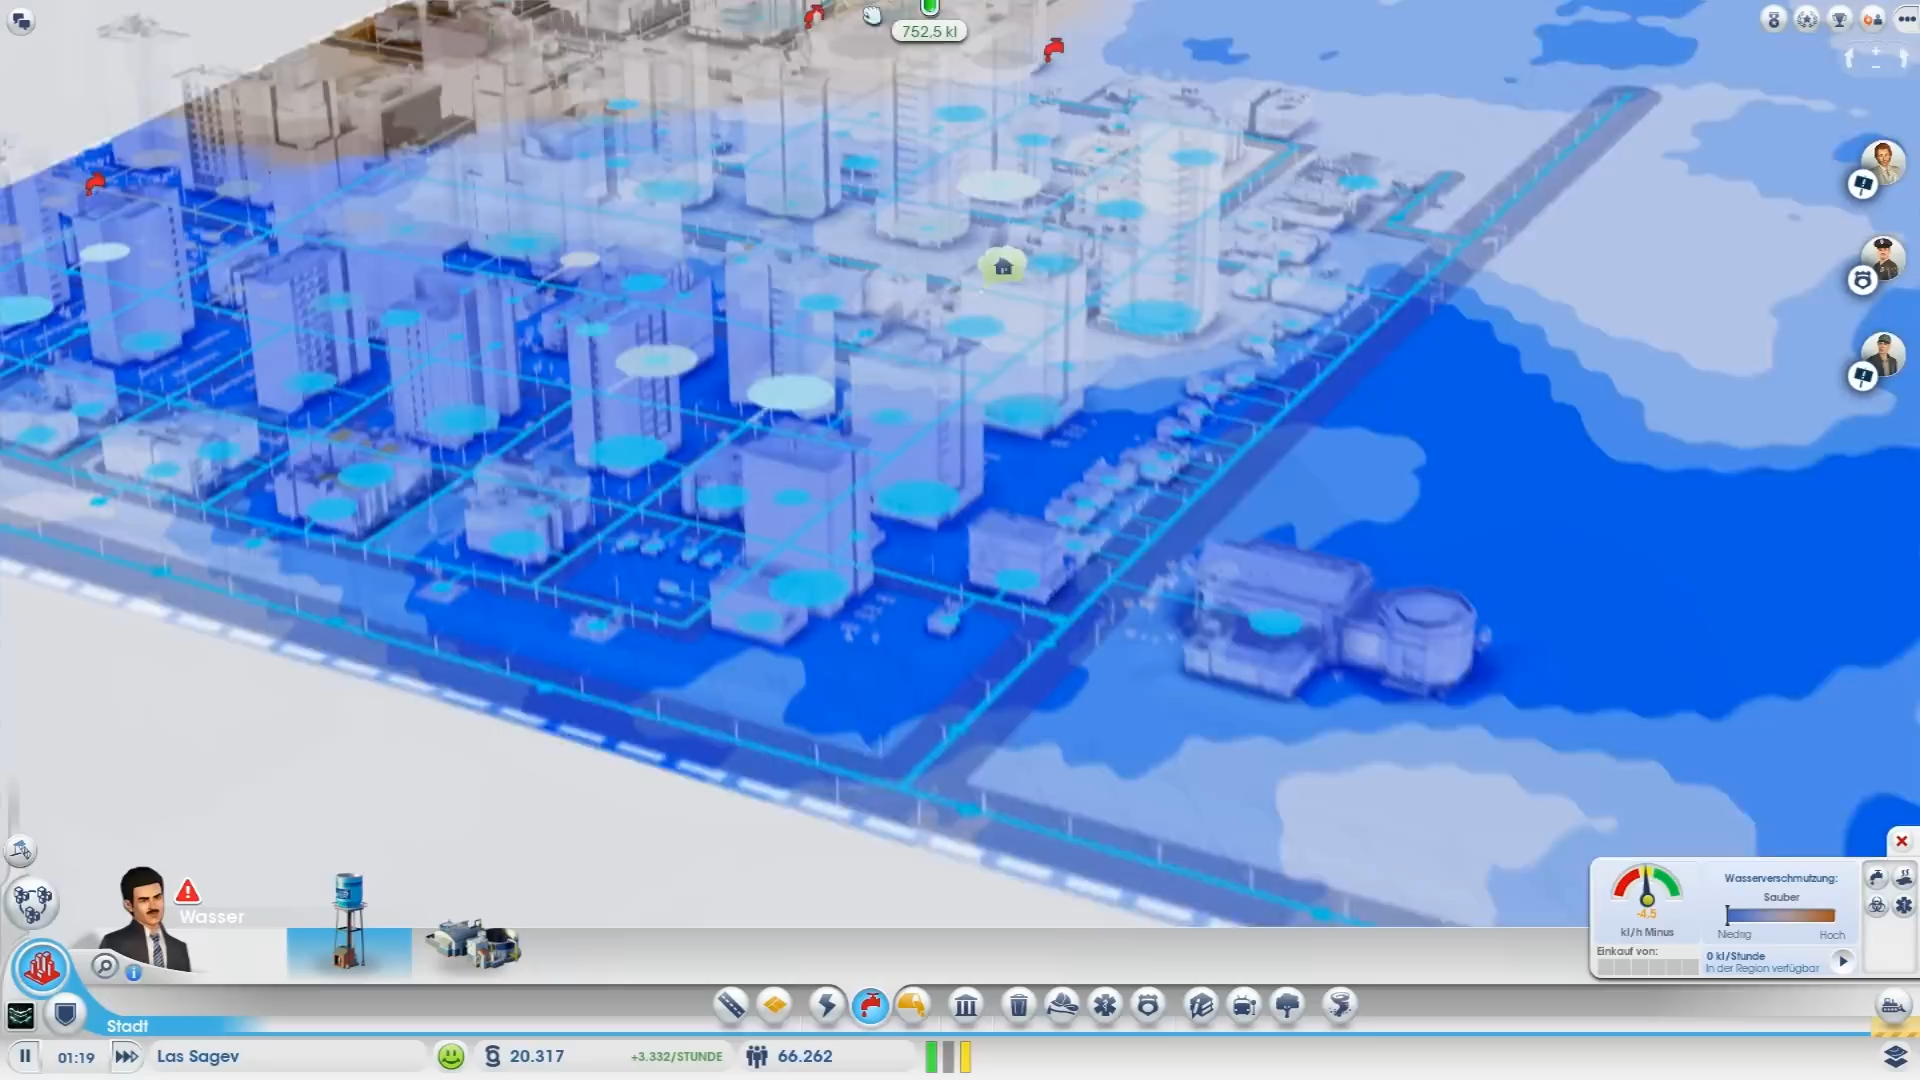 752,5 kl
Wasser
Wasserverschmutzung:
Sauber
-4.5
kl/h Minus
Niedrig
Hoch
Einkauf von:
0 kl/Stunde
In der Region verfügbar
Stadt
01:19
Las Sagev
20.317
+3.332/STUNDE
66.262